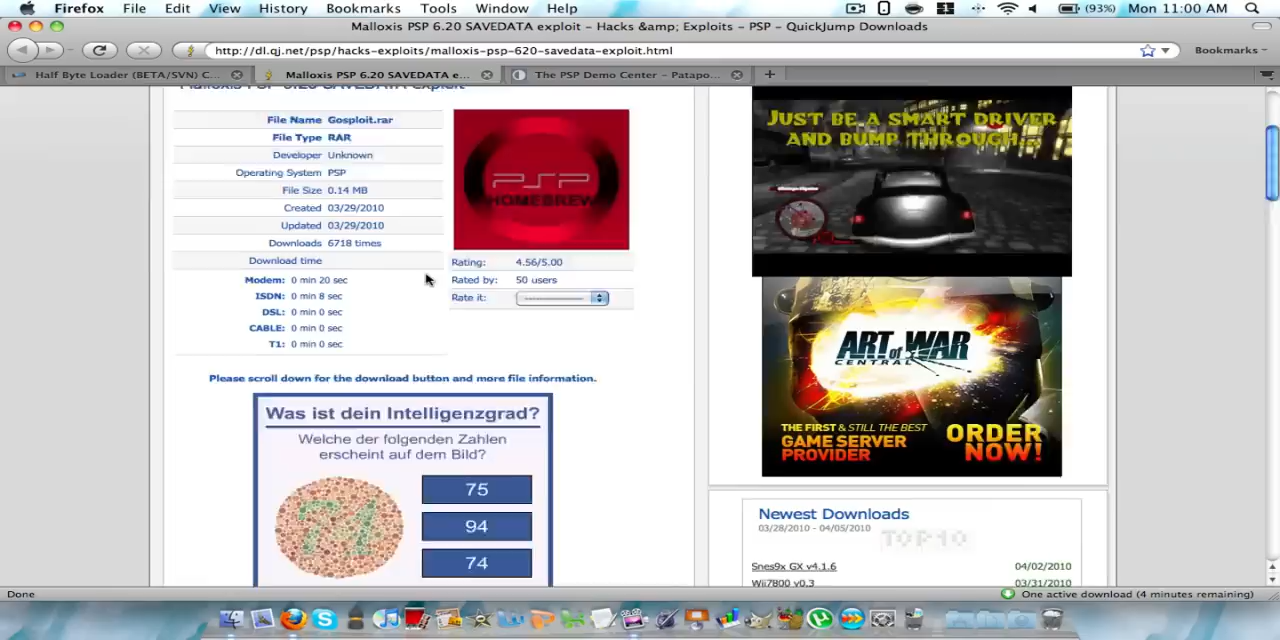 Firefox File Edit View History Bookmarks Tools Window Help (93%) Mon 11:00 AM
Malloxis PSP 6.20 SAVEDATA exploit – Hacks &amp; Exploits – PSP – QuickJump Downloads
http://dl.qj.net/psp/hacks-exploits/malloxis-psp-620-savedata-exploit.html
Bookmarks
Half Byte Loader (BETA/SVN) C...
Malloxis PSP 6.20 SAVEDATA e...
The PSP Demo Center – Patapo...
Malloxis PSP 6.20 SAVEDATA exploit
File Name Gosploit.rar
File Type RAR
Developer Unknown
Operating System PSP
File Size 0.14 MB
Created 03/29/2010
Updated 03/29/2010
Downloads 6718 times
Download time
Modem: 0 min 20 sec
ISDN: 0 min 8 sec
DSL: 0 min 0 sec
CABLE: 0 min 0 sec
T1: 0 min 0 sec
PSP
HOMEBREW
Rating: 4.56/5.00
Rated by: 50 users
Rate it:
Please scroll down for the download button and more file information.
Was ist dein Intelligenzgrad?
Welche der folgenden Zahlen
erscheint auf dem Bild?
75
94
74
JUST BE A SMART DRIVER
AND BUMP THROUGH...
ART of WAR
CENTRAL
THE FIRST & STILL THE BEST
GAME SERVER
PROVIDER
ORDER
NOW!
Newest Downloads
03/28/2010 - 04/05/2010
TOP10
Snes9x GX v4.1.6 04/02/2010
Wii7800 v0.3 03/31/2010
Done
One active download (4 minutes remaining)